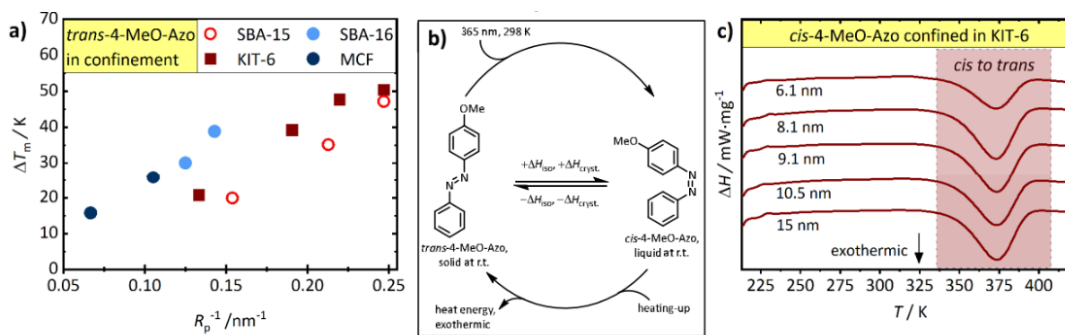 a)
trans-4-MeO-Azo
in confinement
SBA-15
SBA-16
KIT-6
MCF
ΔTm / K
70
60
50
40
30
20
10
0
0.05
0.10
0.15
0.20
0.25
Rp⁻¹ /nm⁻¹
b)
365 nm, 298 K
OMe
N
N
trans-4-MeO-Azo,
solid at r.t.
+ΔHiso, +ΔHcryst.
−ΔHiso, −ΔHcryst.
MeO
N
N
cis-4-MeO-Azo,
liquid at r.t.
heat energy,
exothermic
heating-up
c)
cis-4-MeO-Azo confined in KIT-6
cis to trans
6.1 nm
8.1 nm
9.1 nm
10.5 nm
15 nm
exothermic
ΔH / mW·mg⁻¹
225
250
275
300
325
350
375
400
T / K